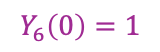 Y₆(0) = 1